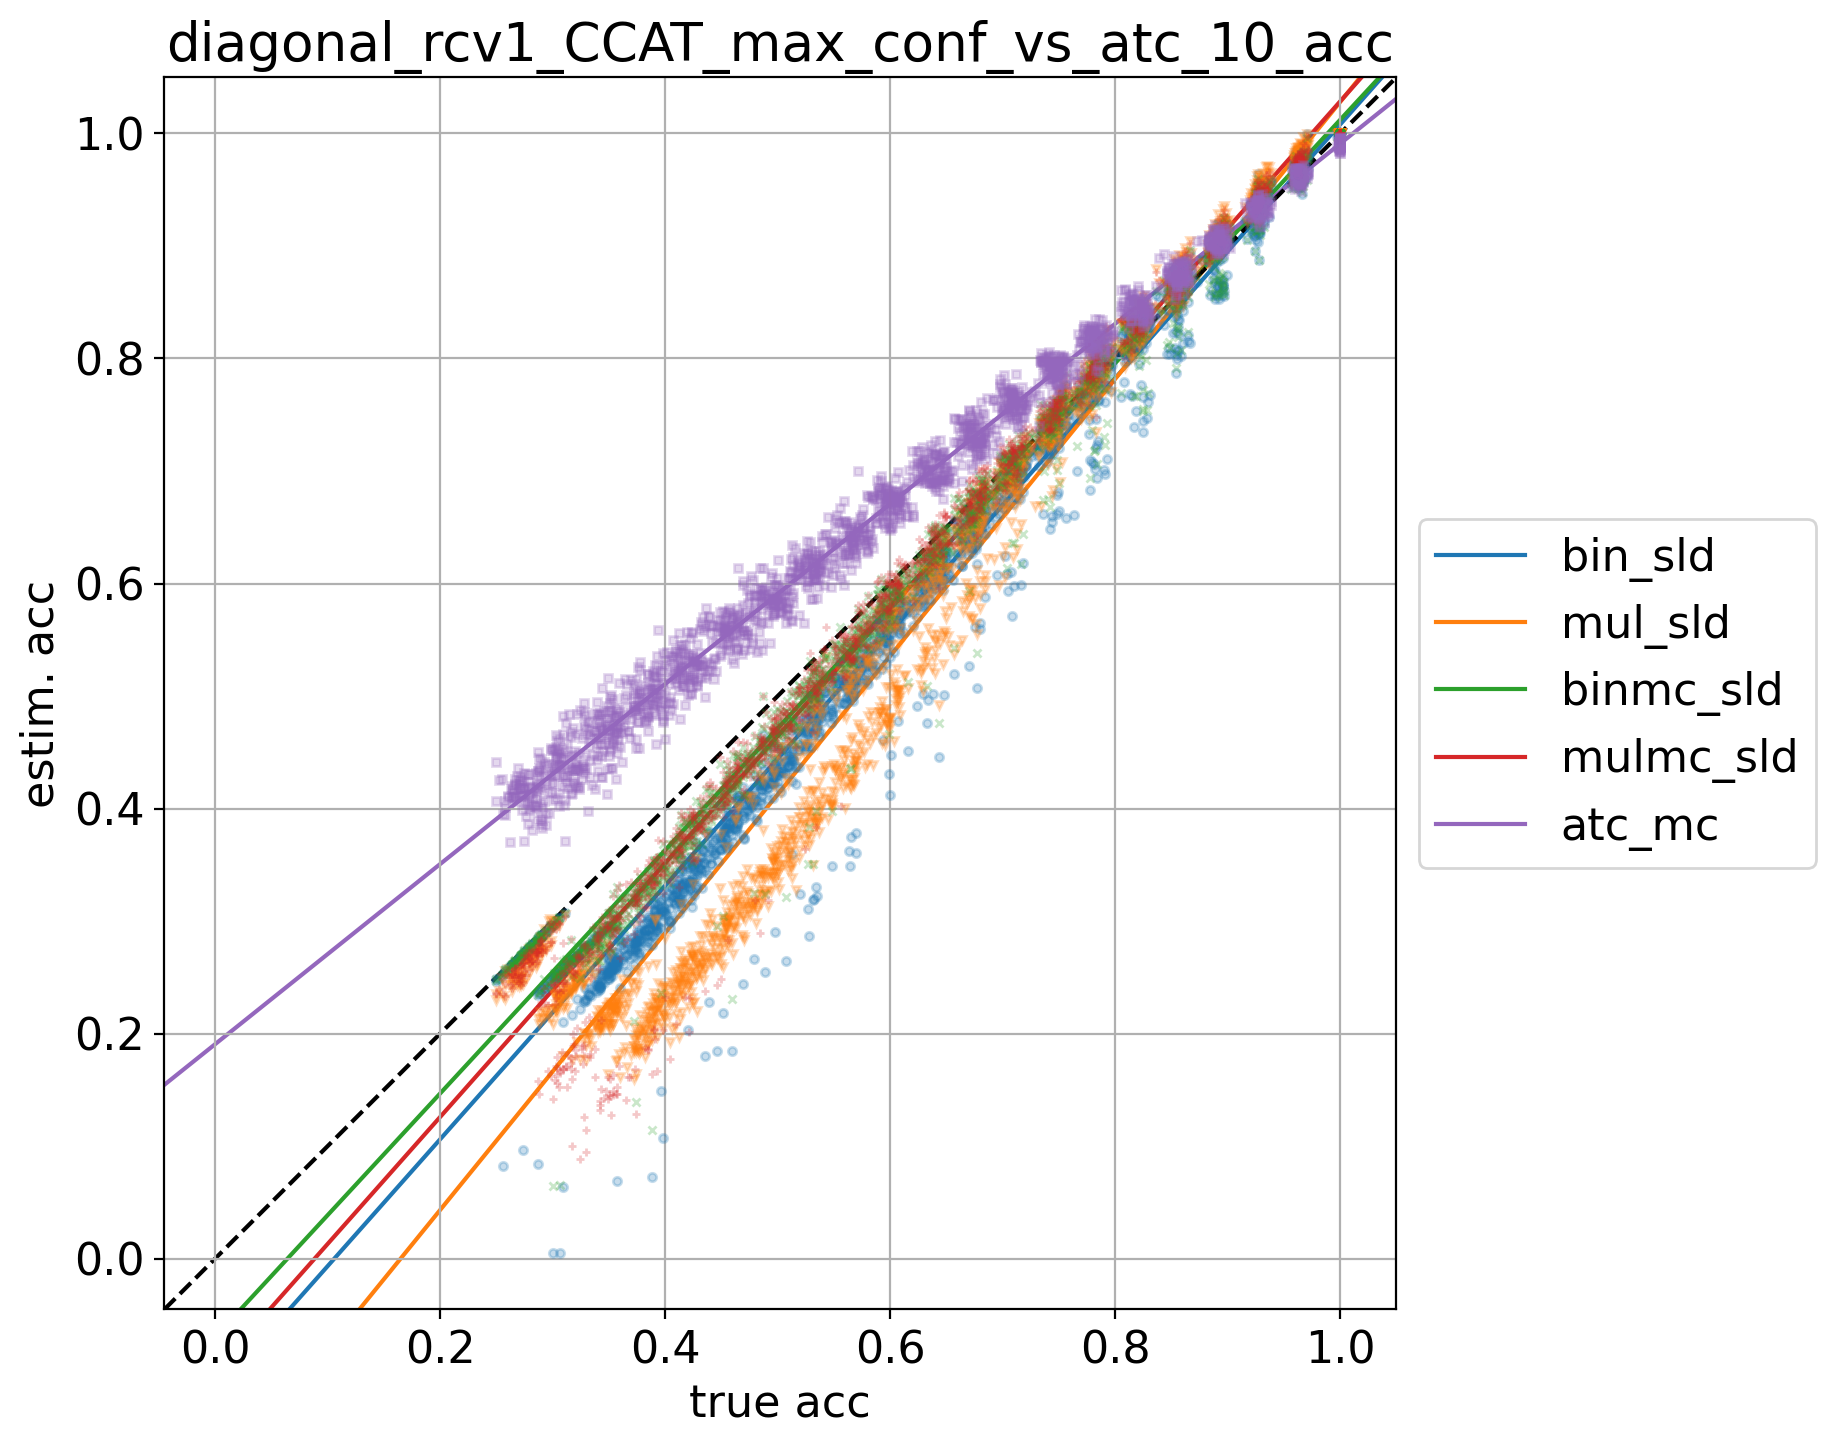 diagonal_rcv1_CCAT_max_conf_vs_atc_10_acc
1.0
0.8
0.6
0.4
0.2
0.0
estim. acc
0.0 0.2 0.4 0.6 0.8 1.0
true acc
bin_sld
mul_sld
binmc_sld
mulmc_sld
atc_mc